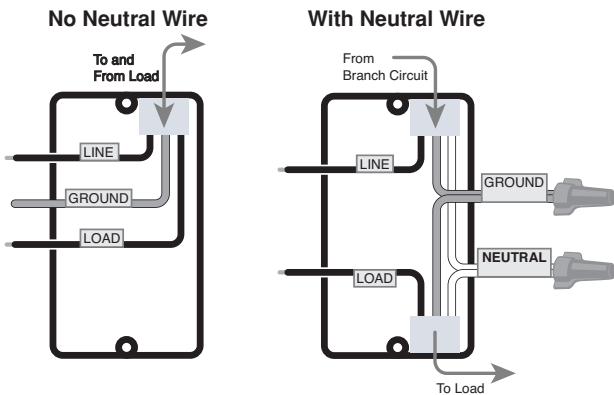 No Neutral Wire
To and
From Load
LINE
GROUND
LOAD
With Neutral Wire
From
Branch Circuit
LINE
GROUND
NEUTRAL
LOAD
To Load